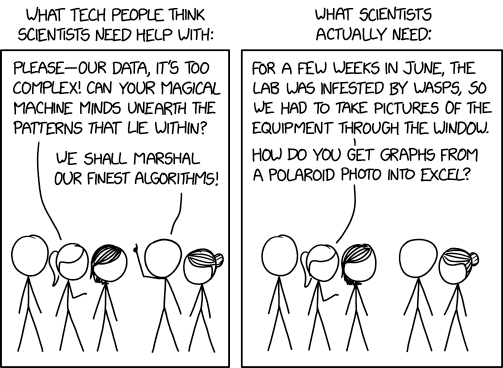 WHAT TECH PEOPLE THINK
SCIENTISTS NEED HELP WITH:
PLEASE—OUR DATA, IT'S TOO
COMPLEX! CAN YOUR MAGICAL
MACHINE MINDS UNEARTH THE
PATTERNS THAT LIE WITHIN?
WE SHALL MARSHAL
OUR FINEST ALGORITHMS!
WHAT SCIENTISTS
ACTUALLY NEED:
FOR A FEW WEEKS IN JUNE, THE
LAB WAS INFESTED BY WASPS, SO
WE HAD TO TAKE PICTURES OF THE
EQUIPMENT THROUGH THE WINDOW.
HOW DO YOU GET GRAPHS FROM
A POLAROID PHOTO INTO EXCEL?